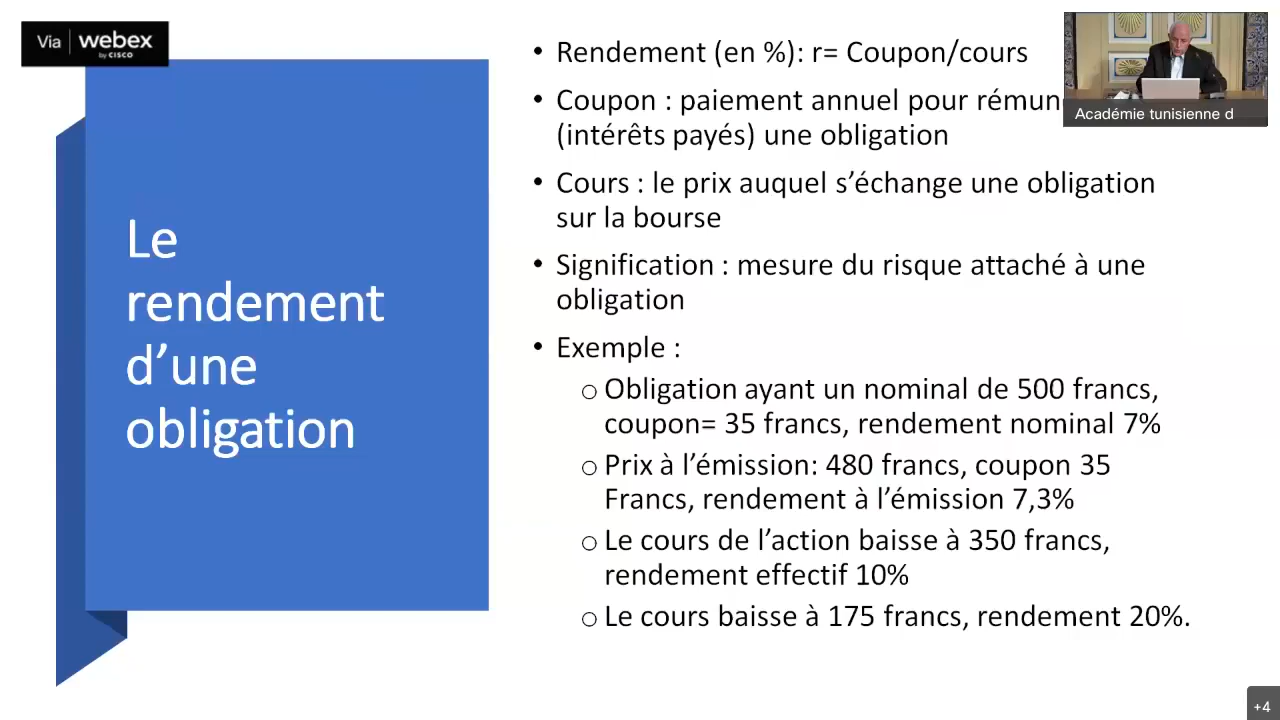 Via webex
by CISCO
Le
rendement
d’une
obligation
• Rendement (en %): r= Coupon/cours
• Coupon : paiement annuel pour
(intérêts payés) une obligation
• Cours : le prix auquel s’échange une obligation
sur la bourse
• Signification : mesure du risque attaché à une
obligation
• Exemple :
o Obligation ayant un nominal de 500 francs,
coupon= 35 francs, rendement nominal 7%
o Prix à l’émission: 480 francs, coupon 35
Francs, rendement à l’émission 7,3%
o Le cours de l’action baisse à 350 francs,
rendement effectif 10%
o Le cours baisse à 175 francs, rendement 20%.
Académie tunisienne d
+4